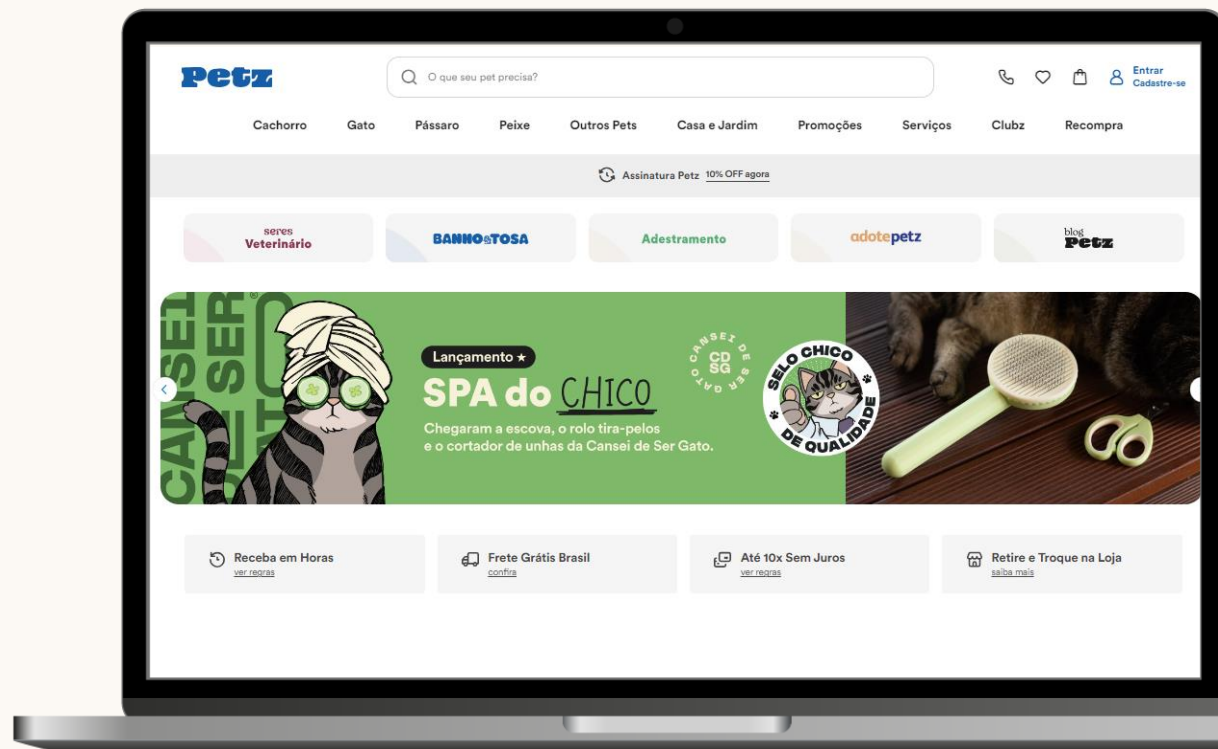 Petz
O que seu pet precisa?
Entrar
Cadastre-se
Cachorro Gato Pássaro Peixe Outros Pets Casa e Jardim Promoções Serviços Clubz Recompra
Assinatura Petz 10% OFF agora
seres
Veterinário
BANHO&TOSA
Adestramento
adotepetz
blog
Petz
CANSEI
DE SER
GATO
Lançamento
SPA do CHICO
Chegaram a escova, o rolo tira-pelos
e o cortador de unhas da Cansei de Ser Gato.
CANSEI DE SER GATO
CD
SG
SELO CHICO
DE QUALIDADE
Receba em Horas
ver regras
Frete Grátis Brasil
confira
Até 10x Sem Juros
ver regras
Retire e Troque na Loja
saiba mais